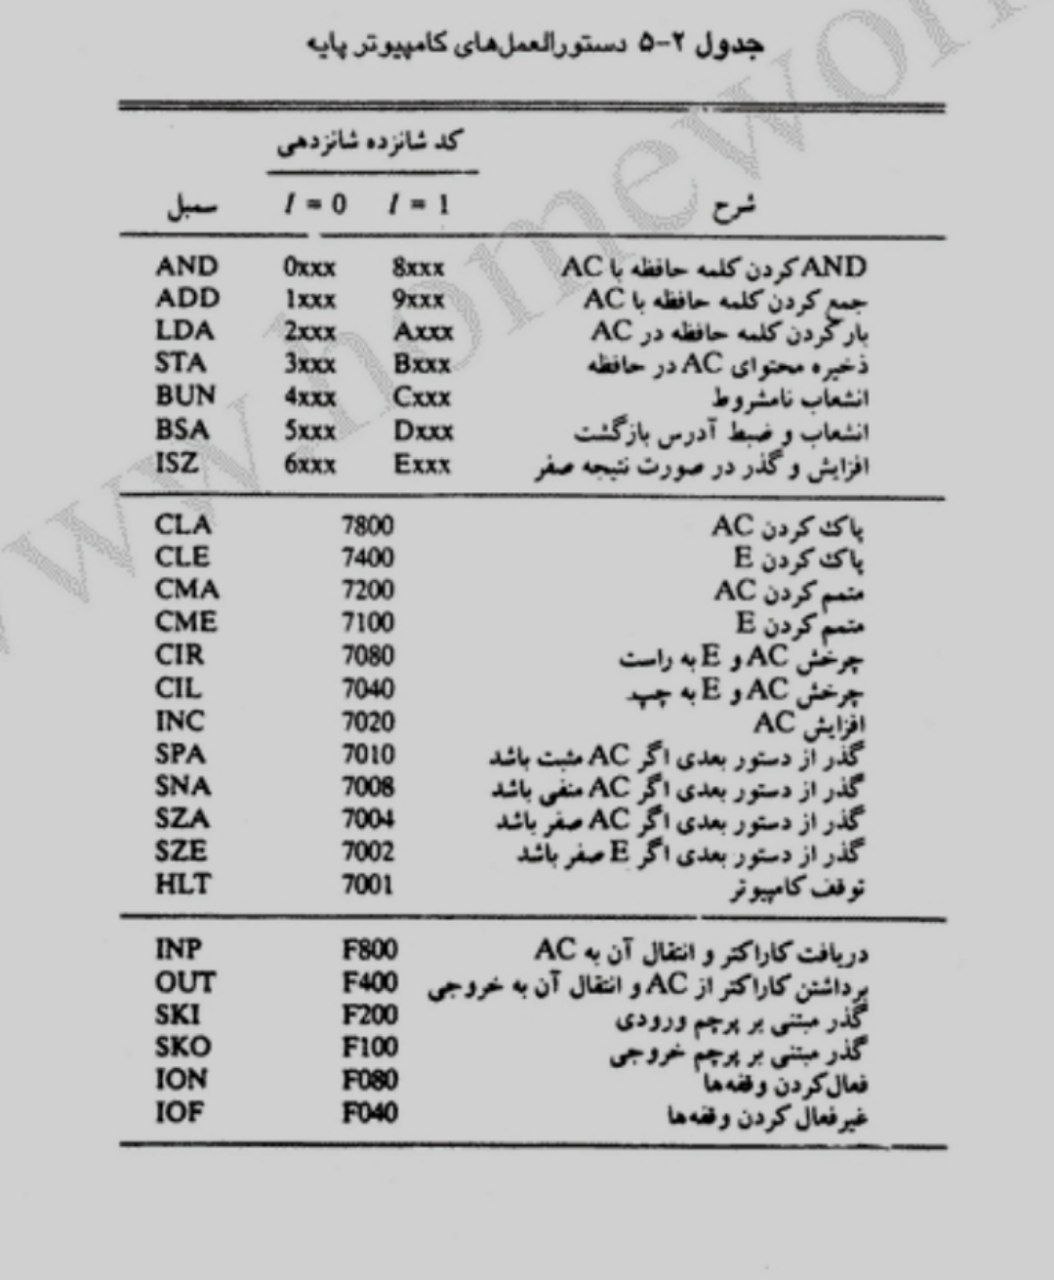 جدول ۲-۵ دستورالعمل‌های کامپیوتر پایه
کد شانزده شانزدهی
سمبل I = 0 I = 1 شرح
AND 0xxx 8xxx AND کردن کلمه حافظه با AC
ADD 1xxx 9xxx جمع کردن کلمه حافظه با AC
LDA 2xxx Axxx بار کردن کلمه حافظه در AC
STA 3xxx Bxxx ذخیره محتوای AC در حافظه
BUN 4xxx Cxxx انشعاب نامشروط
BSA 5xxx Dxxx انشعاب و ضبط آدرس بازگشت
ISZ 6xxx Exxx افزایش و گذر در صورت نتیجه صفر
CLA 7800 پاک کردن AC
CLE 7400 پاک کردن E
CMA 7200 متمم کردن AC
CME 7100 متمم کردن E
CIR 7080 چرخش AC و E به راست
CIL 7040 چرخش AC و E به چپ
INC 7020 افزایش AC
SPA 7010 گذر از دستور بعدی اگر AC مثبت باشد
SNA 7008 گذر از دستور بعدی اگر AC منفی باشد
SZA 7004 گذر از دستور بعدی اگر AC صفر باشد
SZE 7002 گذر از دستور بعدی اگر E صفر باشد
HLT 7001 توقف کامپیوتر
INP F800 دریافت کاراکتر و انتقال آن به AC
OUT F400 برداشتن کاراکتر از AC و انتقال آن به خروجی
SKI F200 گذر مبتنی بر پرچم ورودی
SKO F100 گذر مبتنی بر پرچم خروجی
ION F080 فعال کردن وقفه‌ها
IOF F040 غیرفعال کردن وقفه‌ها